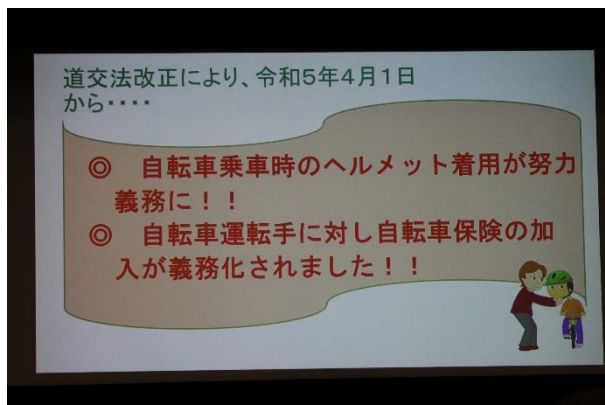 道交法改正により、令和5年4月1日
から・・・・
◎ 自転車乗車時のヘルメット着用が努力
義務に！！
◎ 自転車運転手に対し自転車保険の加
入が義務化されました！！